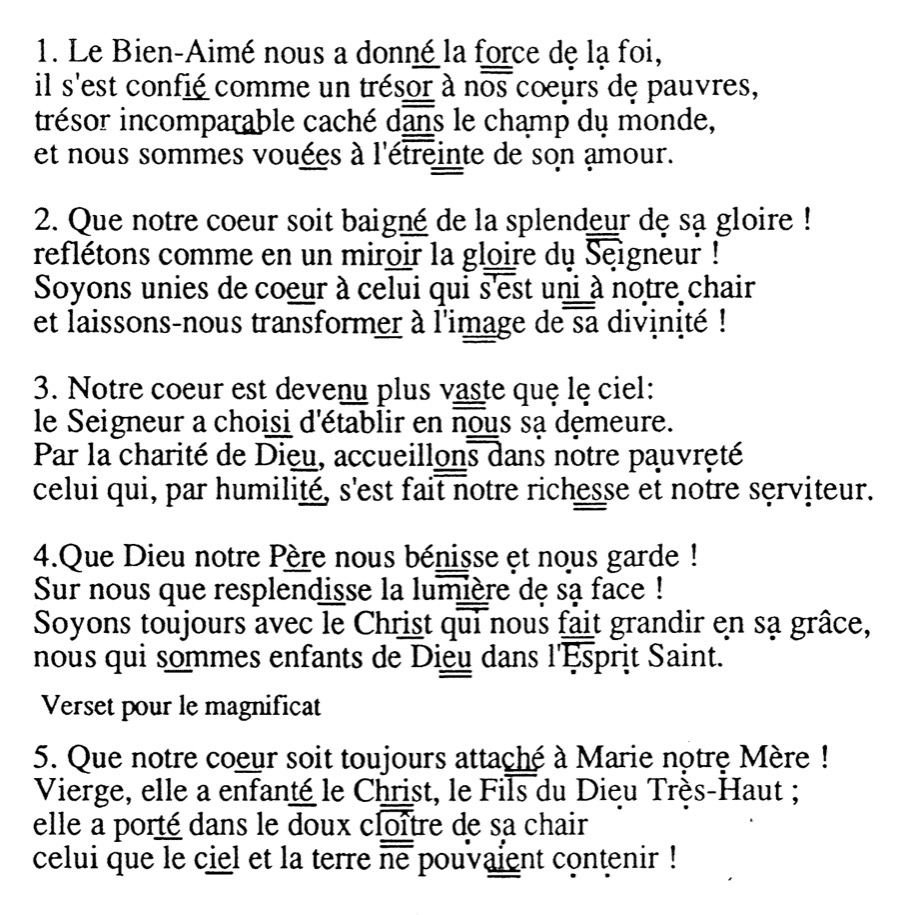 1. Le Bien-Aimé nous a donné la force de la foi,
il s'est confié comme un trésor à nos coeurs de pauvres,
trésor incomparable caché dans le champ du monde,
et nous sommes vouées à l'étreinte de son amour.
2. Que notre coeur soit baigné de la splendeur de sa gloire !
reflétons comme en un miroir la gloire du Seigneur !
Soyons unies de coeur à celui qui s'est uni à notre chair
et laissons-nous transformer à l'image de sa divinité !
3. Notre coeur est devenu plus vaste que le ciel:
le Seigneur a choisi d'établir en nous sa demeure.
Par la charité de Dieu, accueillons dans notre pauvreté
celui qui, par humilité, s'est fait notre richesse et notre serviteur.
4.Que Dieu notre Père nous bénisse et nous garde !
Sur nous que resplendisse la lumière de sa face !
Soyons toujours avec le Christ qui nous fait grandir en sa grâce,
nous qui sommes enfants de Dieu dans l'Esprit Saint.
Verset pour le magnificat
5. Que notre coeur soit toujours attaché à Marie notre Mère !
Vierge, elle a enfanté le Christ, le Fils du Dieu Très-Haut ;
elle a porté dans le doux cloître de sa chair
celui que le ciel et la terre ne pouvaient contenir !